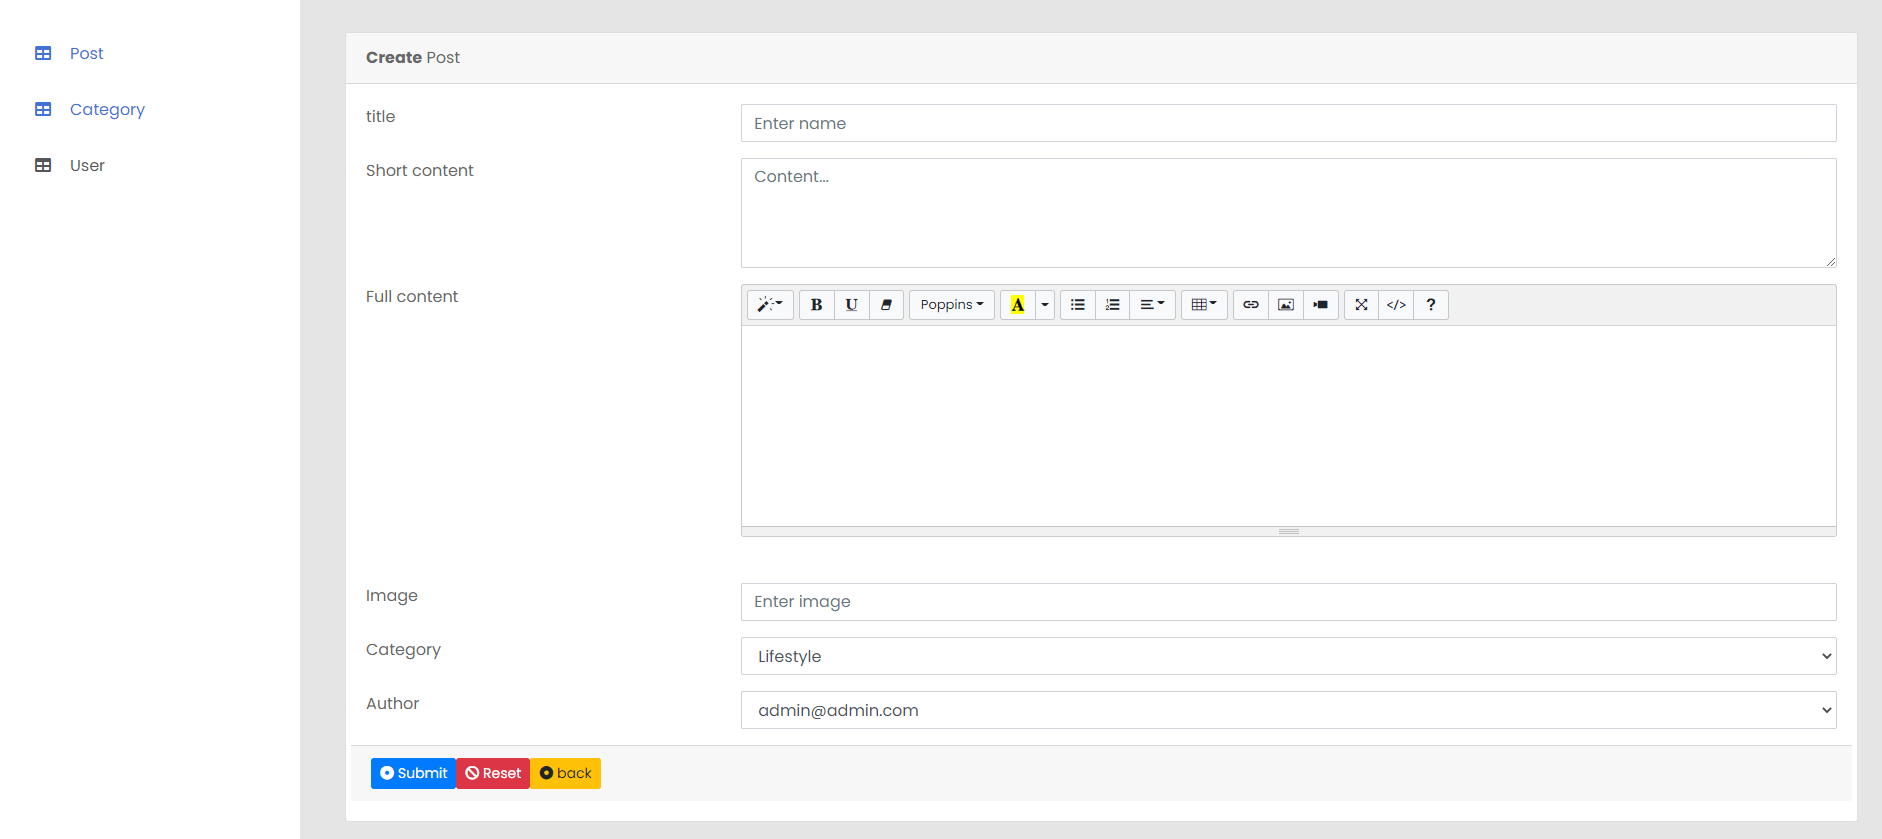 Post
Category
User
Create Post
title
Enter name
Short content
Content...
Full content
B U Poppins A </> ?
Image
Enter image
Category
Lifestyle
Author
admin@admin.com
Submit Reset back